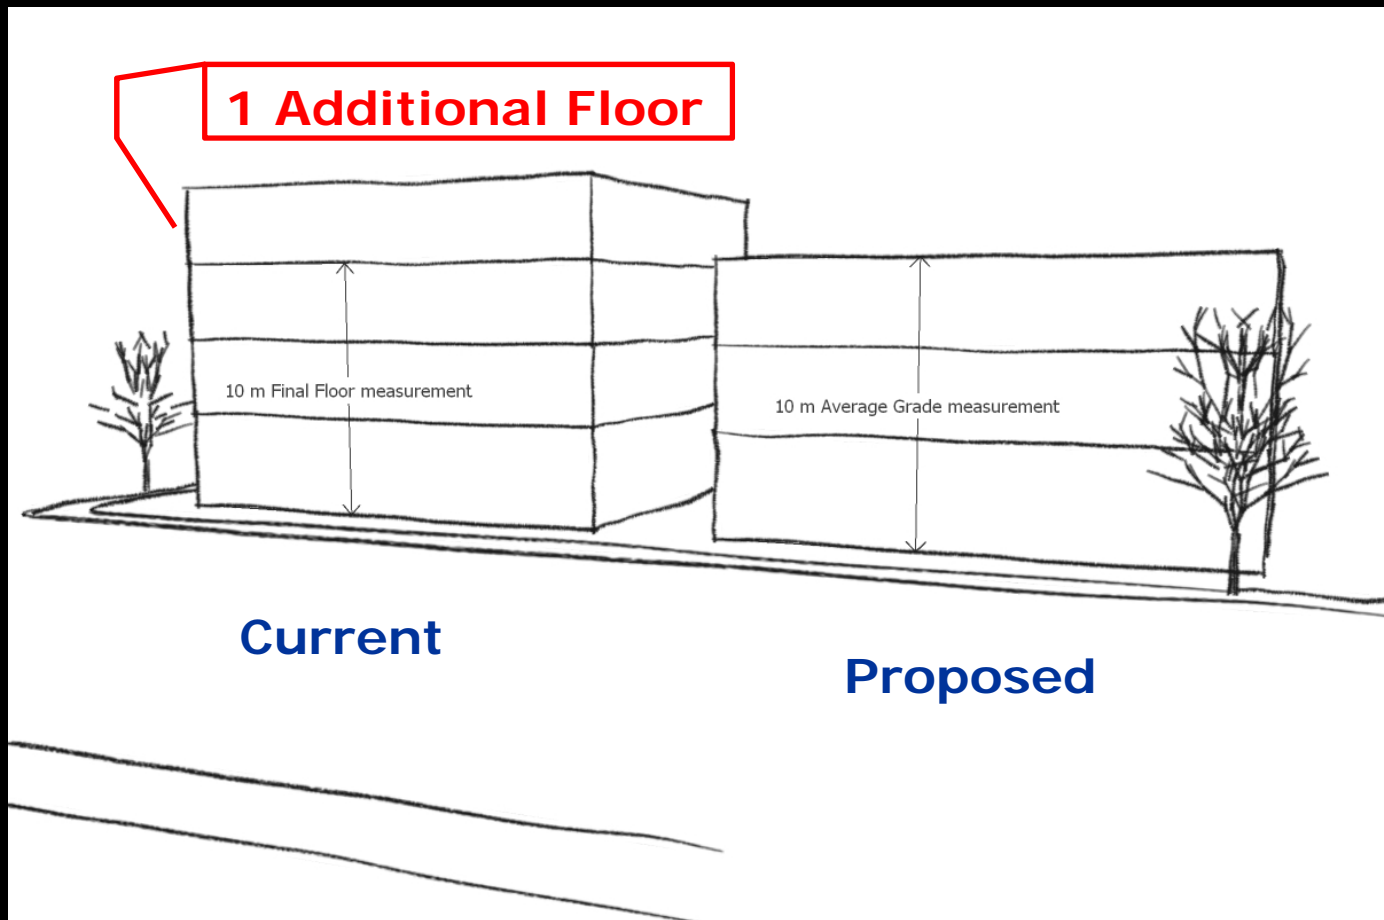 1 Additional Floor
10 m Final Floor measurement
10 m Average Grade measurement
Current
Proposed